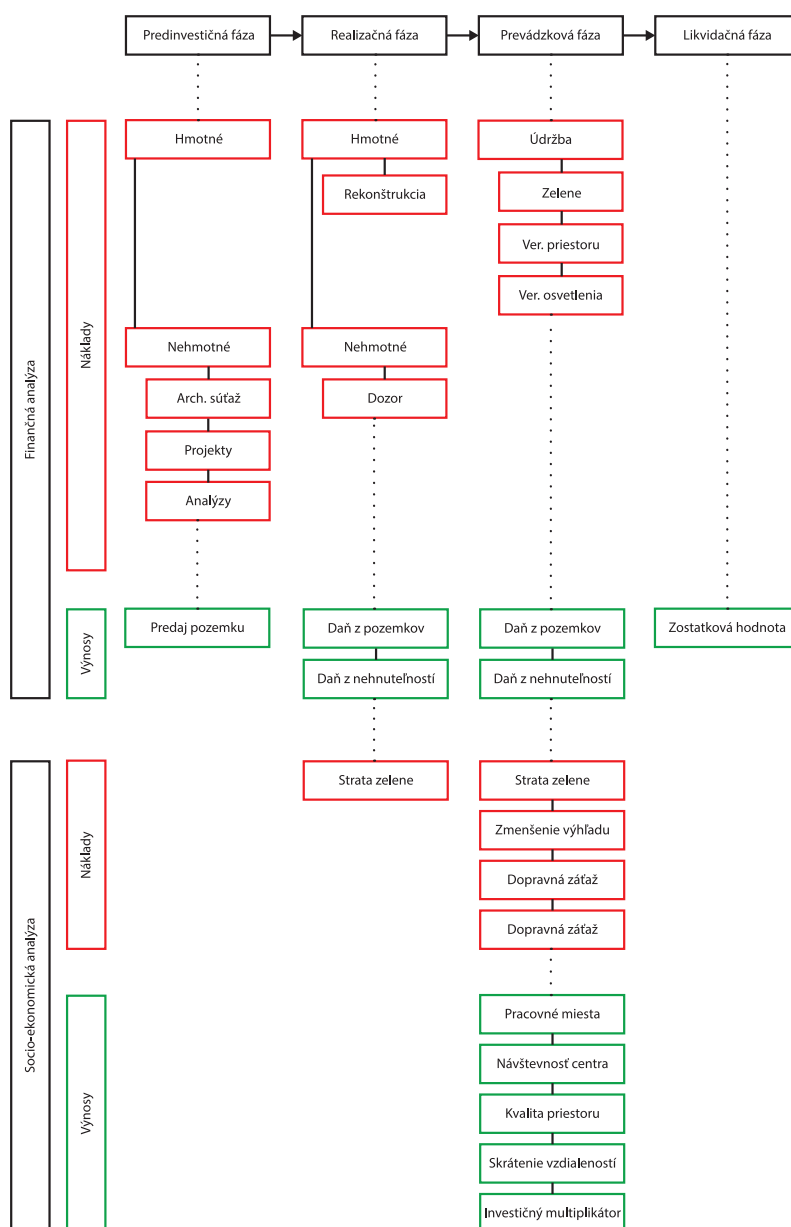 Predinvestičná fáza
Realizačná fáza
Prevádzková fáza
Likvidačná fáza
Finančná analýza
Náklady
Hmotné
Hmotné
Údržba
Rekonštrukcia
Zelene
Ver. priestoru
Ver. osvetlenia
Nehmotné
Nehmotné
Arch. súťaž
Dozor
Projekty
Analýzy
Výnosy
Predaj pozemku
Daň z pozemkov
Daň z pozemkov
Zostatková hodnota
Daň z nehnuteľností
Daň z nehnuteľností
Socio-ekonomická analýza
Náklady
Strata zelene
Strata zelene
Zmenšenie výhľadu
Dopravná záťaž
Dopravná záťaž
Výnosy
Pracovné miesta
Návštevnosť centra
Kvalita priestoru
Skrátenie vzdialeností
Investičný multiplikátor